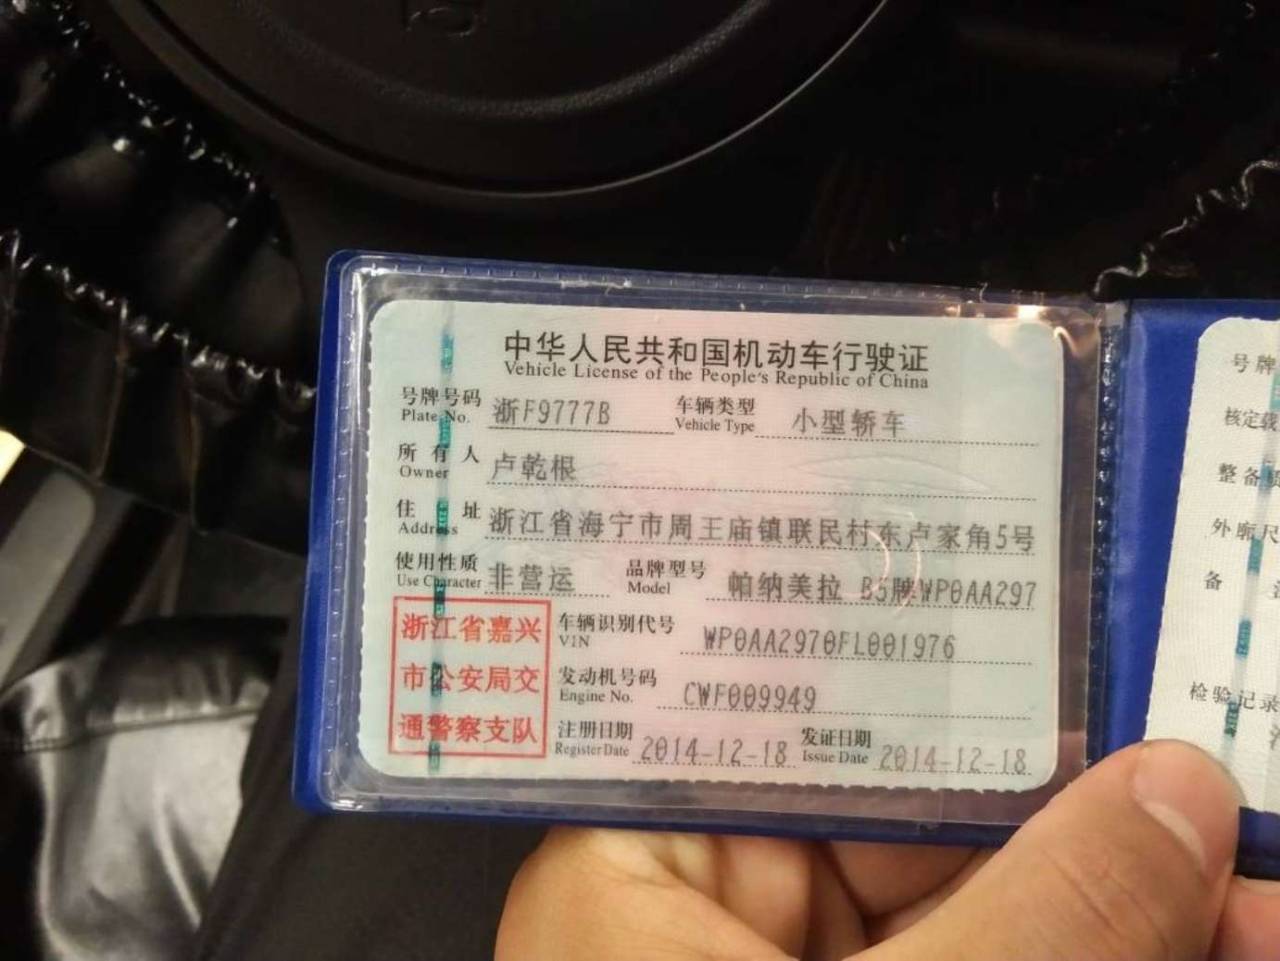 中华人民共和国机动车行驶证
Vehicle License of the People's Republic of China
号牌号码 浙F9777B 车辆类型 小型轿车
Plate No. Vehicle Type
所有人 卢乾根
Owner
住址 浙江省海宁市周王庙镇联民村东卢家角5号
Address
使用性质 非营运 品牌型号 帕纳美拉 B5牌WP0AA297
Use Character Model
浙江省嘉兴
市公安局交
通警察支队
车辆识别代号 WP0AA2970FL001976
VIN
发动机号码 CWF009949
Engine No.
注册日期 2014-12-18 发证日期 2014-12-18
Register Date Issue Date
号牌
核定载
整备
外廓尺
备
检验记录